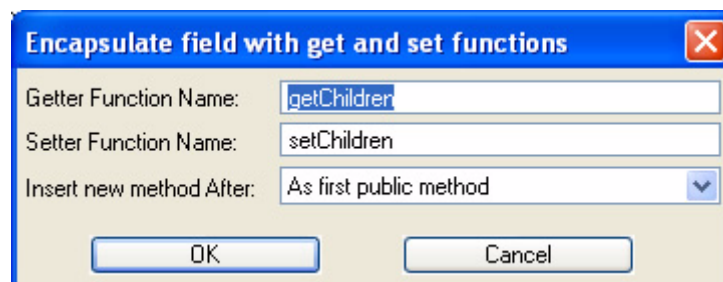 Encapsulate field with get and set functions
Getter Function Name: getChildren
Setter Function Name: setChildren
Insert new method After: As first public method
OK Cancel